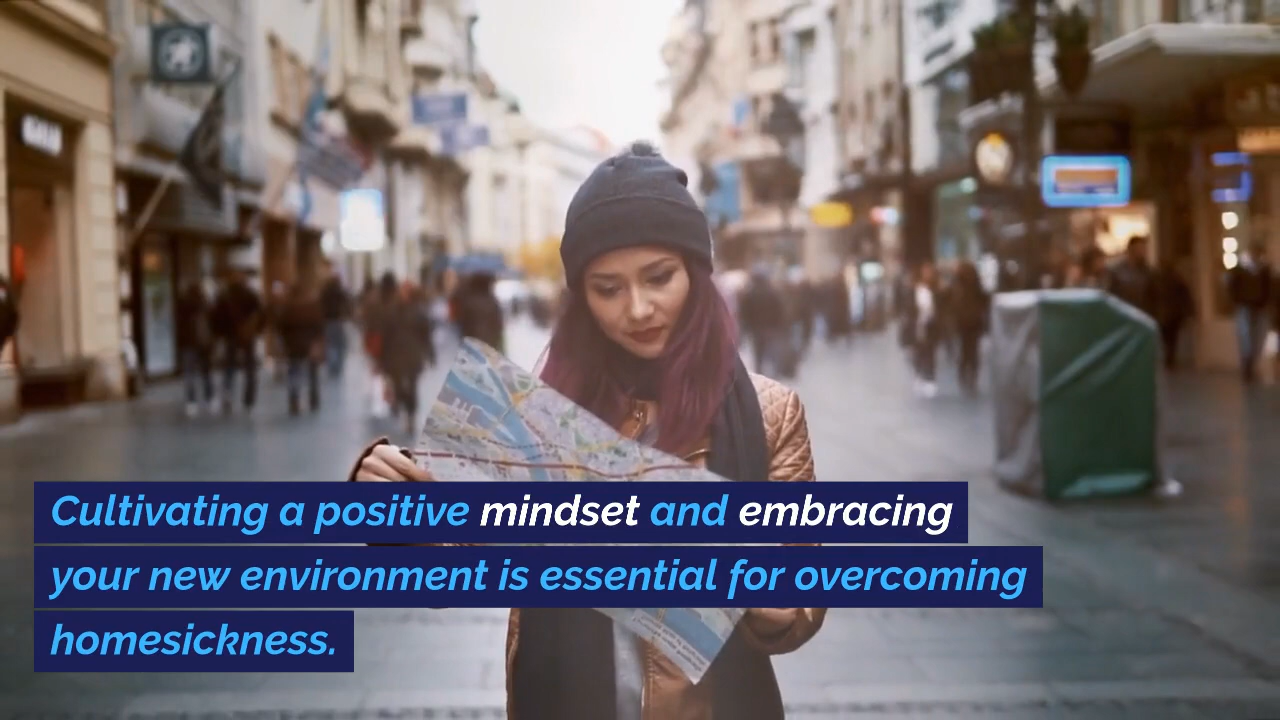 Cultivating a positive mindset and embracing
your new environment is essential for overcoming
homesickness.